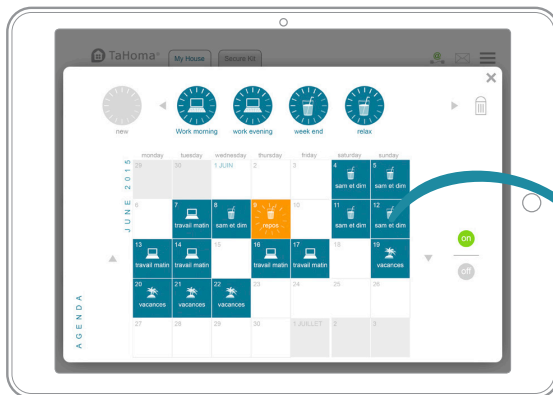 TaHoma®
My House
Secure Kit
new
Work morning
work evening
week end
relax
monday tuesday wednesday thursday friday saturday sunday
JUNE 2015
29 30 1 JUIN 2 3 4 5
sam et dim sam et dim
6 7 8 9 10 11 12
travail matin sam et dim repos sam et dim sam et dim
13 14 15 16 17 18 19
travail matin travail matin travail matin travail matin vacances
20 21 22 23 24 25 26
vacances vacances vacances
27 28 29 30 1 JUILLET 2 3
AGENDA
on
off